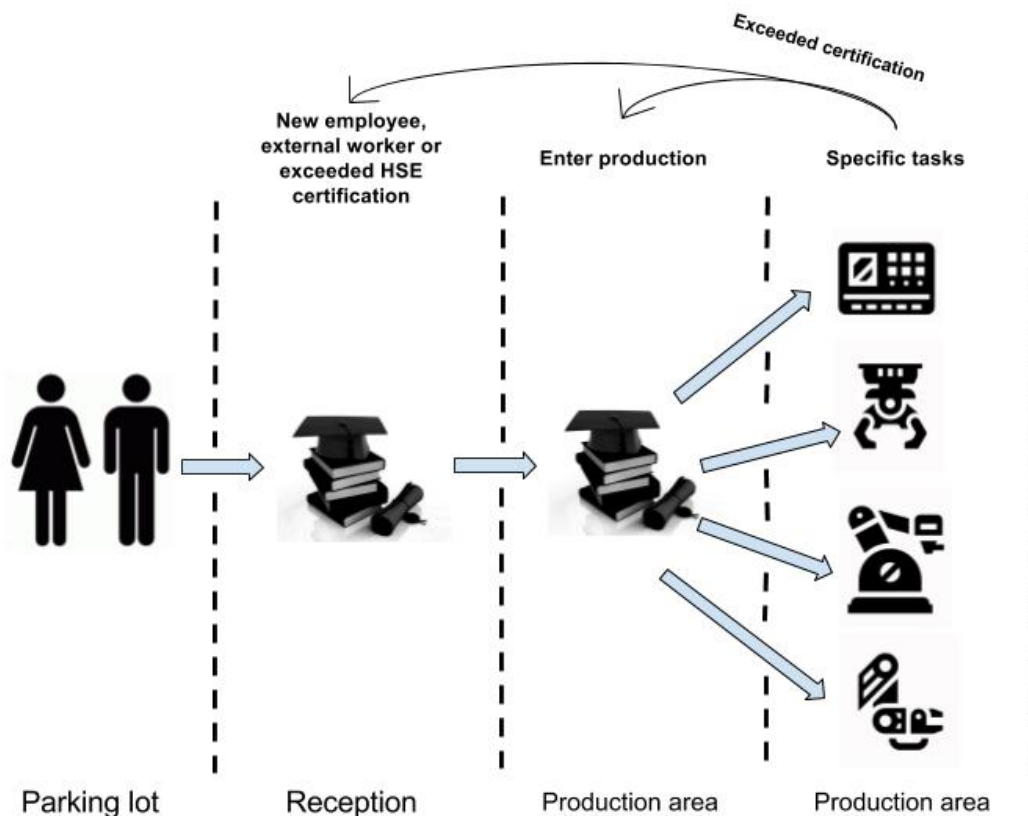 Exceeded certification
New employee,
external worker or
exceeded HSE
certification
Enter production
Specific tasks
Parking lot
Reception
Production area
Production area